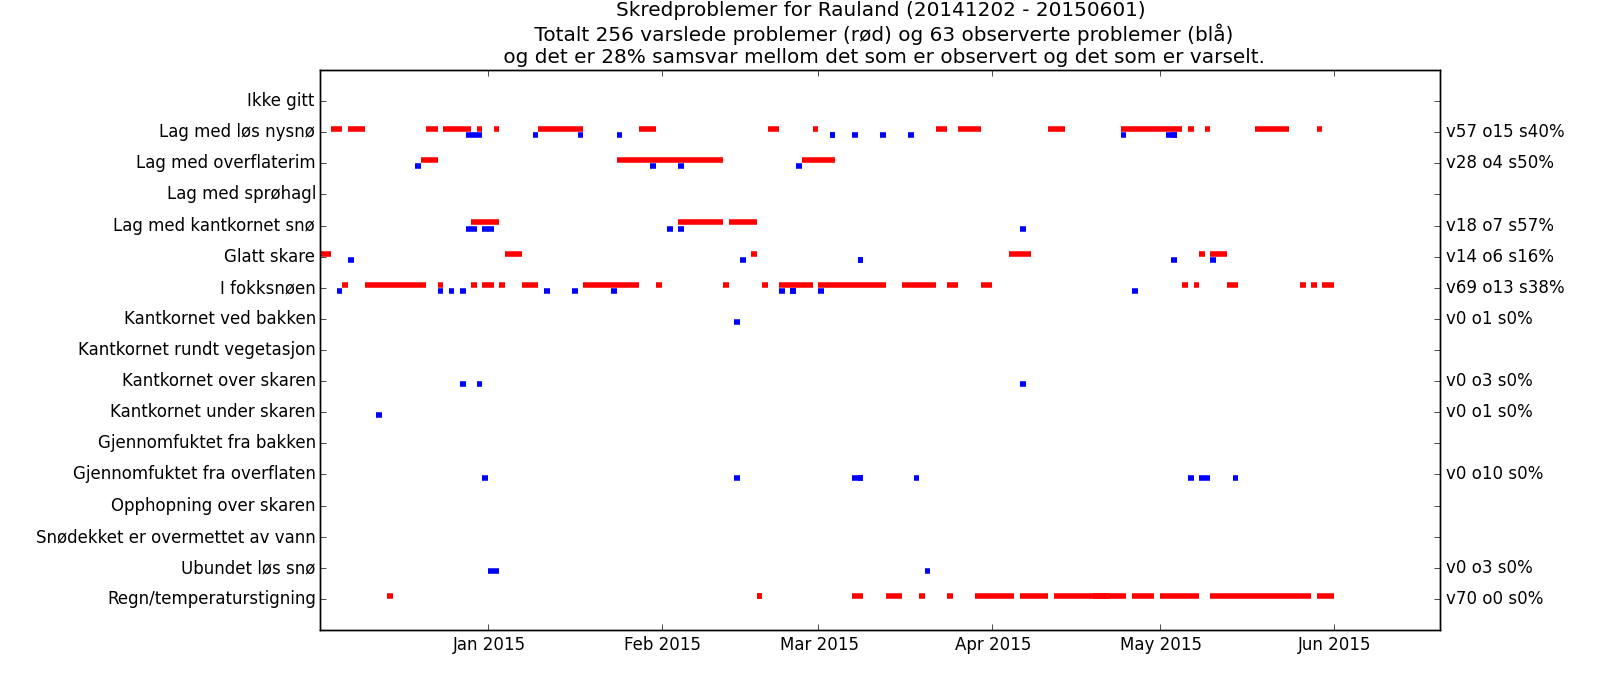 Skredproblemer for Rauland (20141202 - 20150601)
Totalt 256 varslede problemer (rød) og 63 observerte problemer (blå)
og det er 28% samsvar mellom det som er observert og det som er varselt.
Ikke gitt
Lag med løs nysnø v57 o15 s40%
Lag med overflaterim v28 o4 s50%
Lag med sprøhagl
Lag med kantkornet snø v18 o7 s57%
Glatt skare v14 o6 s16%
I fokksnøen v69 o13 s38%
Kantkornet ved bakken v0 o1 s0%
Kantkornet rundt vegetasjon
Kantkornet over skaren v0 o3 s0%
Kantkornet under skaren v0 o1 s0%
Gjennomfuktet fra bakken
Gjennomfuktet fra overflaten v0 o10 s0%
Opphopning over skaren
Snødekket er overmettet av vann
Ubundet løs snø v0 o3 s0%
Regn/temperaturstigning v70 o0 s0%
Jan 2015 Feb 2015 Mar 2015 Apr 2015 May 2015 Jun 2015